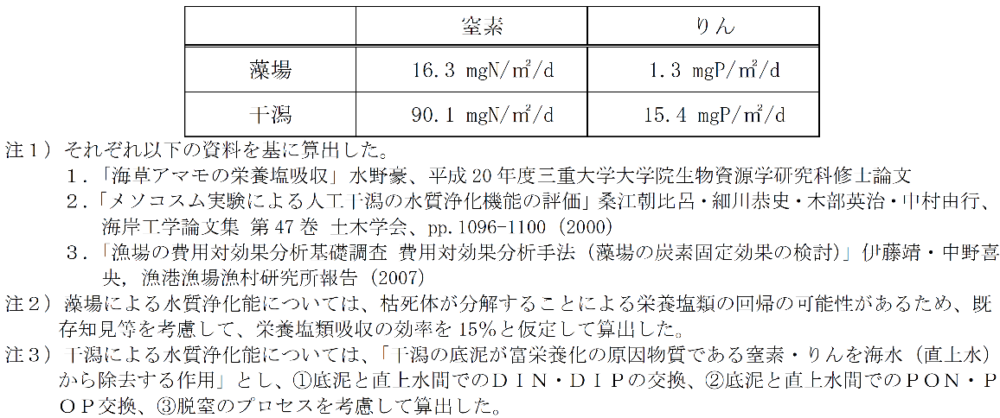 窒素 りん
藻場 16.3 mgN/㎡/d 1.3 mgP/㎡/d
干潟 90.1 mgN/㎡/d 15.4 mgP/㎡/d
注１）それぞれ以下の資料を基に算出した。
１．「海草アマモの栄養塩吸収」水野豪、平成20年度三重大学大学院生物資源学研究科修士論文
２．「メソコスム実験による人工干潟の水質浄化機能の評価」桑江朝比呂・細川恭史・木部英治・中村由行、
海岸工学論文集 第47巻 土木学会、pp.1096-1100（2000）
３．「漁場の費用対効果分析基礎調査 費用対効果分析手法（藻場の炭素固定効果の検討）」伊藤靖・中野喜
央，漁港漁場漁村研究所報告（2007）
注２）藻場による水質浄化能については、枯死体が分解することによる栄養塩類の回帰の可能性があるため、既
存知見等を考慮して、栄養塩類吸収の効率を15％と仮定して算出した。
注３）干潟による水質浄化能については、「干潟の底泥が富栄養化の原因物質である窒素・りんを海水（直上水）
から除去する作用」とし、①底泥と直上水間でのＤＩＮ・ＤＩＰの交換、②底泥と直上水間でのＰＯＮ・Ｐ
ＯＰ交換、③脱窒のプロセスを考慮して算出した。